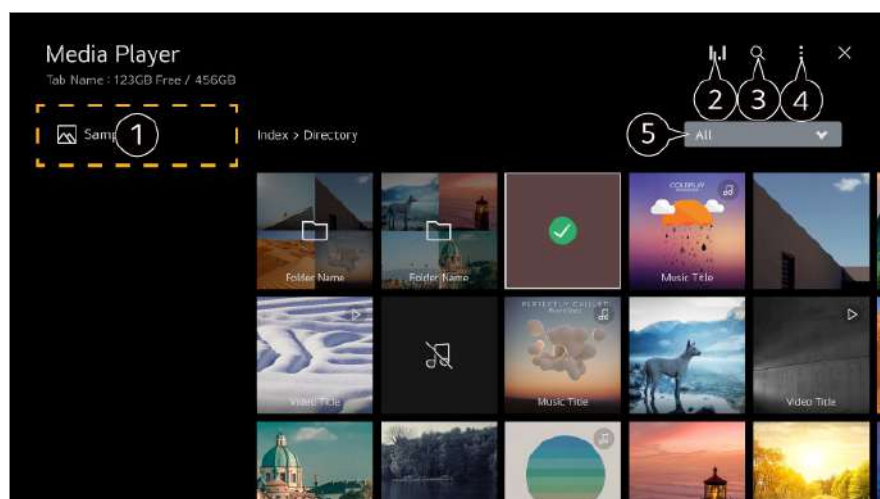 Media Player
Tab Name : 123GB Free / 456GB
2
3
4
1
Index > Directory
5
All
COLDPLAY
Folder Name
Folder Name
Music Title
Video Title
Music Title
Video Title